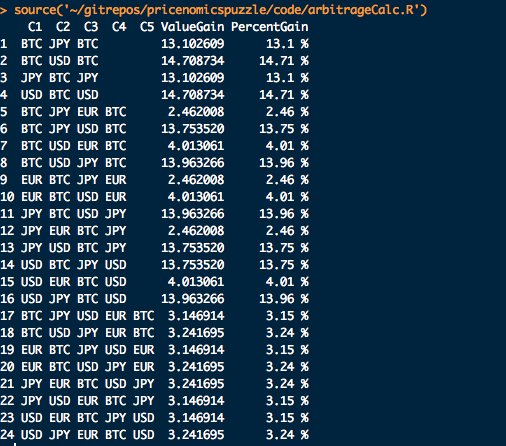 > source('~/gitrepos/pricenomicspuzzle/code/arbitrageCalc.R')
C1 C2 C3 C4 C5 ValueGain PercentGain
1 BTC JPY BTC 13.102609 13.1 %
2 BTC USD BTC 14.708734 14.71 %
3 JPY BTC JPY 13.102609 13.1 %
4 USD BTC USD 14.708734 14.71 %
5 BTC JPY EUR BTC 2.462008 2.46 %
6 BTC JPY USD BTC 13.753520 13.75 %
7 BTC USD EUR BTC 4.013061 4.01 %
8 BTC USD JPY BTC 13.963266 13.96 %
9 EUR BTC JPY EUR 2.462008 2.46 %
10 EUR BTC USD EUR 4.013061 4.01 %
11 JPY BTC USD JPY 13.963266 13.96 %
12 JPY EUR BTC JPY 2.462008 2.46 %
13 JPY USD BTC JPY 13.753520 13.75 %
14 USD BTC JPY USD 13.753520 13.75 %
15 USD EUR BTC USD 4.013061 4.01 %
16 USD JPY BTC USD 13.963266 13.96 %
17 BTC JPY USD EUR BTC 3.146914 3.15 %
18 BTC USD JPY EUR BTC 3.241695 3.24 %
19 EUR BTC JPY USD EUR 3.146914 3.15 %
20 EUR BTC USD JPY EUR 3.241695 3.24 %
21 JPY EUR BTC USD JPY 3.241695 3.24 %
22 JPY USD EUR BTC JPY 3.146914 3.15 %
23 USD EUR BTC JPY USD 3.146914 3.15 %
24 USD JPY EUR BTC USD 3.241695 3.24 %